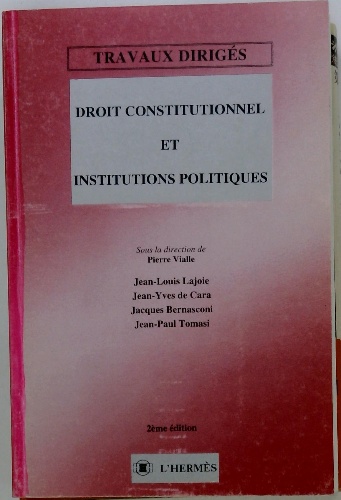 TRAVAUX DIRIGÉS
DROIT CONSTITUTIONNEL
ET
INSTITUTIONS POLITIQUES
Sous la direction de
Pierre Vialle
Jean-Louis Lajoie
Jean-Yves de Cara
Jacques Bernasconi
Jean-Paul Tomasi
2ème édition
L'HERMÈS